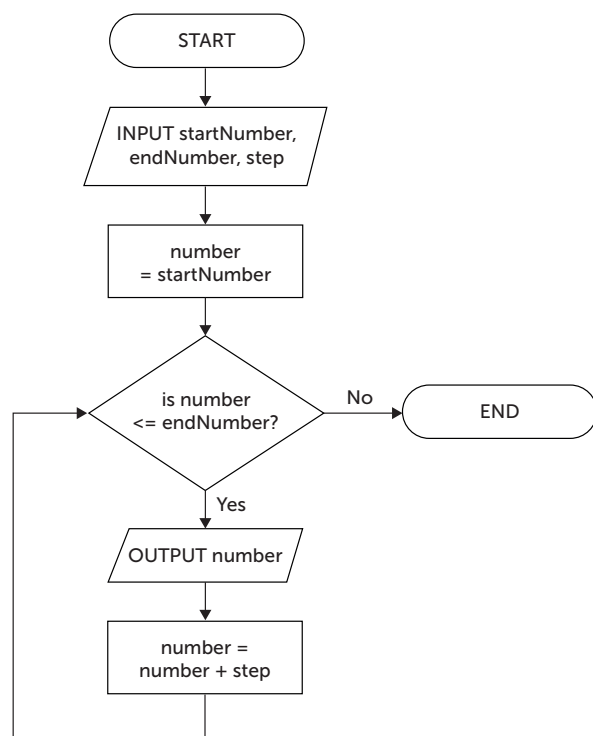 START
INPUT startNumber,
endNumber, step
number
= startNumber
is number
<= endNumber?
No
END
Yes
OUTPUT number
number =
number + step